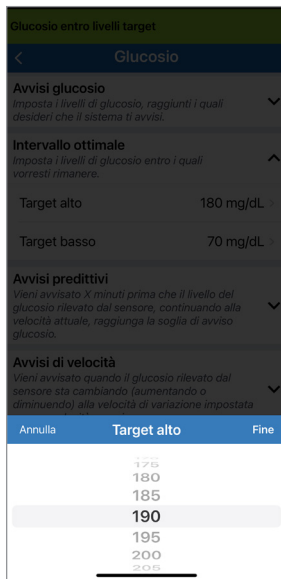 Glucosio entro livelli target
Glucosio
Avvisi glucosio
Imposta i livelli di glucosio, raggiunti i quali
desideri che il sistema ti avvisi.
Intervallo ottimale
Imposta i livelli di glucosio entro i quali
vorresti rimanere.
Target alto 180 mg/dL >
Target basso 70 mg/dL >
Avvisi predittivi
Vieni avvisato X minuti prima che il livello del
glucosio rilevato dal sensore, continuando alla
velocità attuale, raggiunga la soglia di avviso
glucosio.
Avvisi di velocità
Vieni avvisato quando il glucosio rilevato dal
sensore sta cambiando (aumentando o
diminuendo) alla velocità di variazione impostata
Annulla Target alto Fine
175
180
185
190
195
200
205